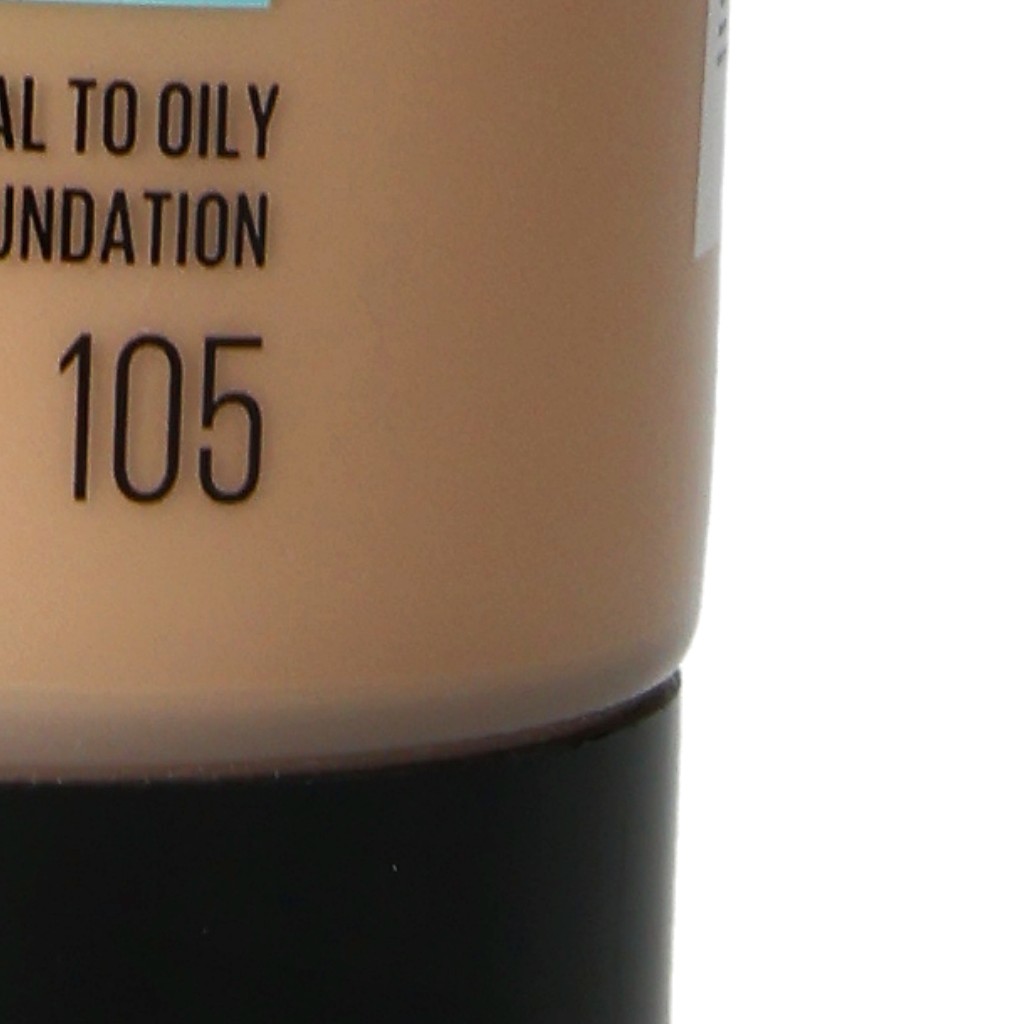 AL TO OILY
UNDATION
105